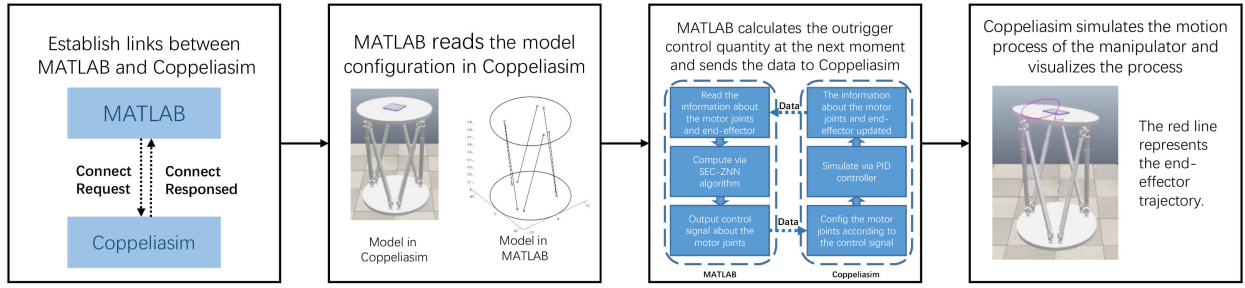 Establish links between
MATLAB and Coppeliasim
MATLAB
Connect
Request
Connect
Responsed
Coppeliasim
MATLAB reads the model
configuration in Coppeliasim
Model in
Coppeliasim
Model in
MATLAB
MATLAB calculates the outrigger
control quantity at the next moment
and sends the data to Coppeliasim
Read the
information about
the motor joints
and end-effector
Compute via
SEC-ZNN
algorithm
Output control
signal about the
motor joints
MATLAB
Data
Data
The information
about the motor
joints and end-
effector updated
Simulate via PID
controller
Config the motor
joints according to
the control signal
Coppeliasim
Coppeliasim simulates the motion
process of the manipulator and
visualizes the process
The red line
represents
the end-
effector
trajectory.